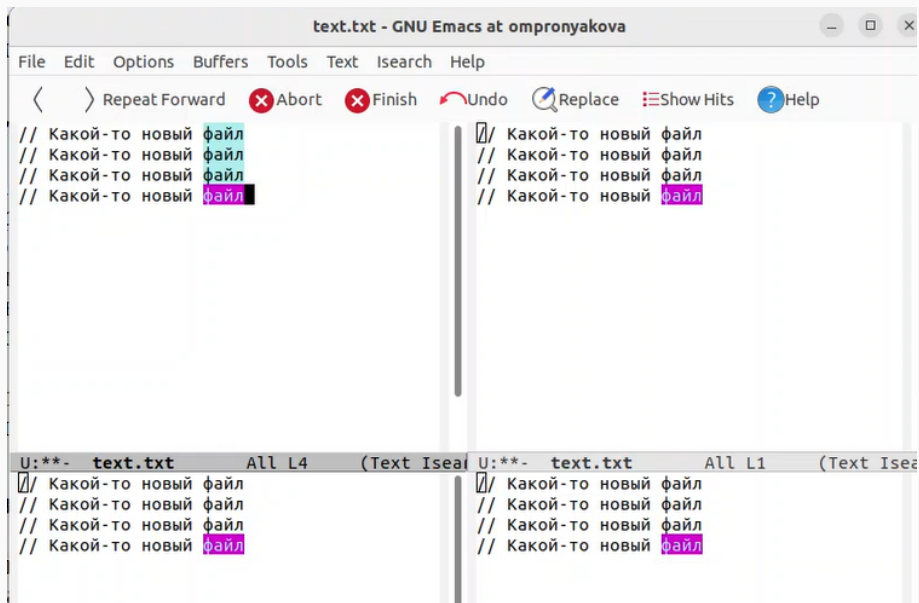 text.txt - GNU Emacs at ompronyakova
File Edit Options Buffers Tools Text Isearch Help
Repeat Forward Abort Finish Undo Replace Show Hits Help
// Какой-то новый файл
// Какой-то новый файл
// Какой-то новый файл
// Какой-то новый файл
// Какой-то новый файл
// Какой-то новый файл
// Какой-то новый файл
// Какой-то новый файл
U:**- text.txt All L4 (Text Isear
U:**- text.txt All L1 (Text Isea
// Какой-то новый файл
// Какой-то новый файл
// Какой-то новый файл
// Какой-то новый файл
// Какой-то новый файл
// Какой-то новый файл
// Какой-то новый файл
// Какой-то новый файл